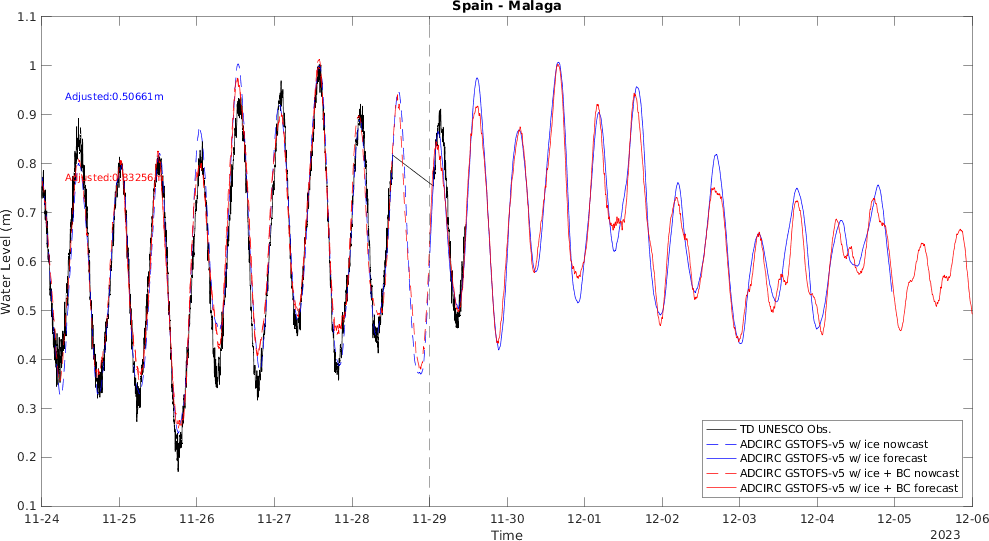 Spain - Malaga
1.1
1
0.9
0.8
0.7
0.6
0.5
0.4
0.3
0.2
0.1
Water Level (m)
Adjusted:0.50661m
Adjusted:0.33256m
TD UNESCO Obs.
ADCIRC GSTOFS-v5 w/ ice nowcast
ADCIRC GSTOFS-v5 w/ ice forecast
ADCIRC GSTOFS-v5 w/ ice + BC nowcast
ADCIRC GSTOFS-v5 w/ ice + BC forecast
11-24 11-25 11-26 11-27 11-28 11-29 11-30 12-01 12-02 12-03 12-04 12-05 12-06
Time
2023